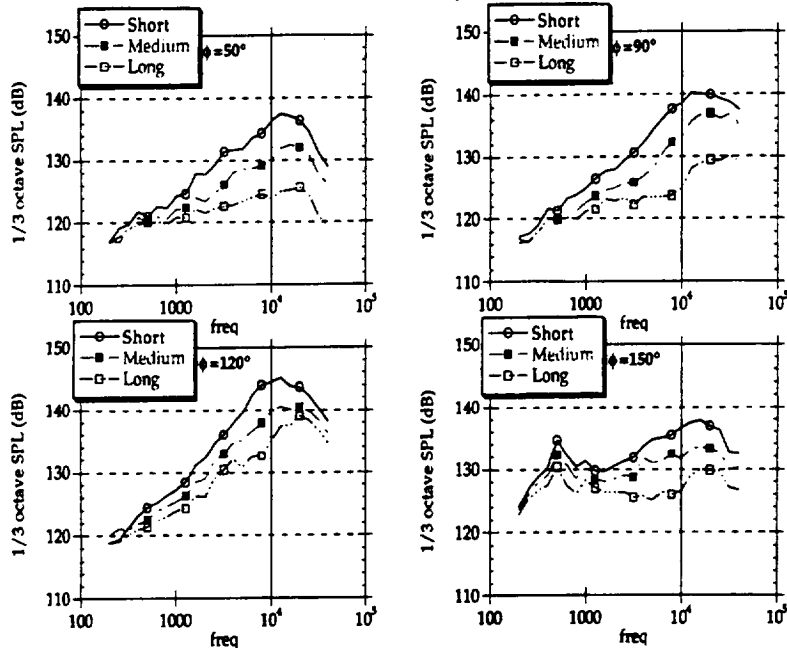 150
140
130
120
110
1/3 octave SPL (dB)
Short
Medium
Long
ϕ=50°
100
1000
10⁴
10⁵
freq
150
140
130
120
110
1/3 octave SPL (dB)
Short
Medium
Long
ϕ=90°
100
1000
10⁴
10⁵
freq
150
140
130
120
110
1/3 octave SPL (dB)
Short
Medium
Long
ϕ=120°
100
1000
10⁴
10⁵
freq
150
140
130
120
110
1/3 octave SPL (dB)
Short
Medium
Long
ϕ=150°
100
1000
10⁴
10⁵
freq